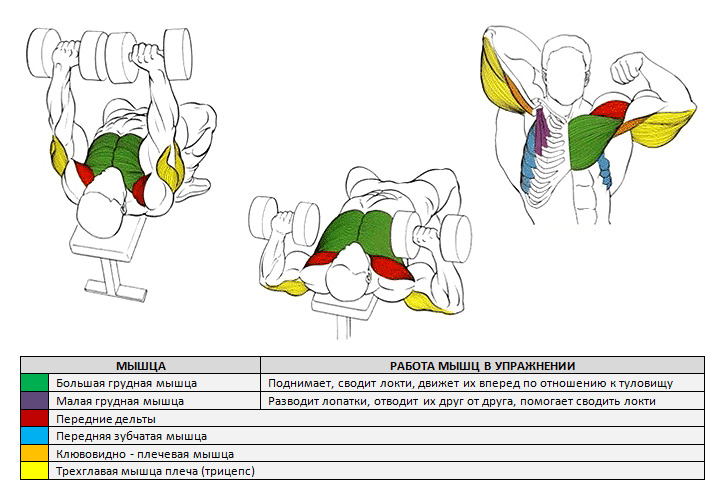 МЫШЦА РАБОТА МЫШЦ В УПРАЖНЕНИИ
Большая грудная мышца Поднимает, сводит локти, движет их вперед по отношению к туловищу
Малая грудная мышца Разводит лопатки, отводит их друг от друга, помогает сводить локти
Передние дельты
Передняя зубчатая мышца
Клювовидно - плечевая мышца
Трехглавая мышца плеча (трицепс)